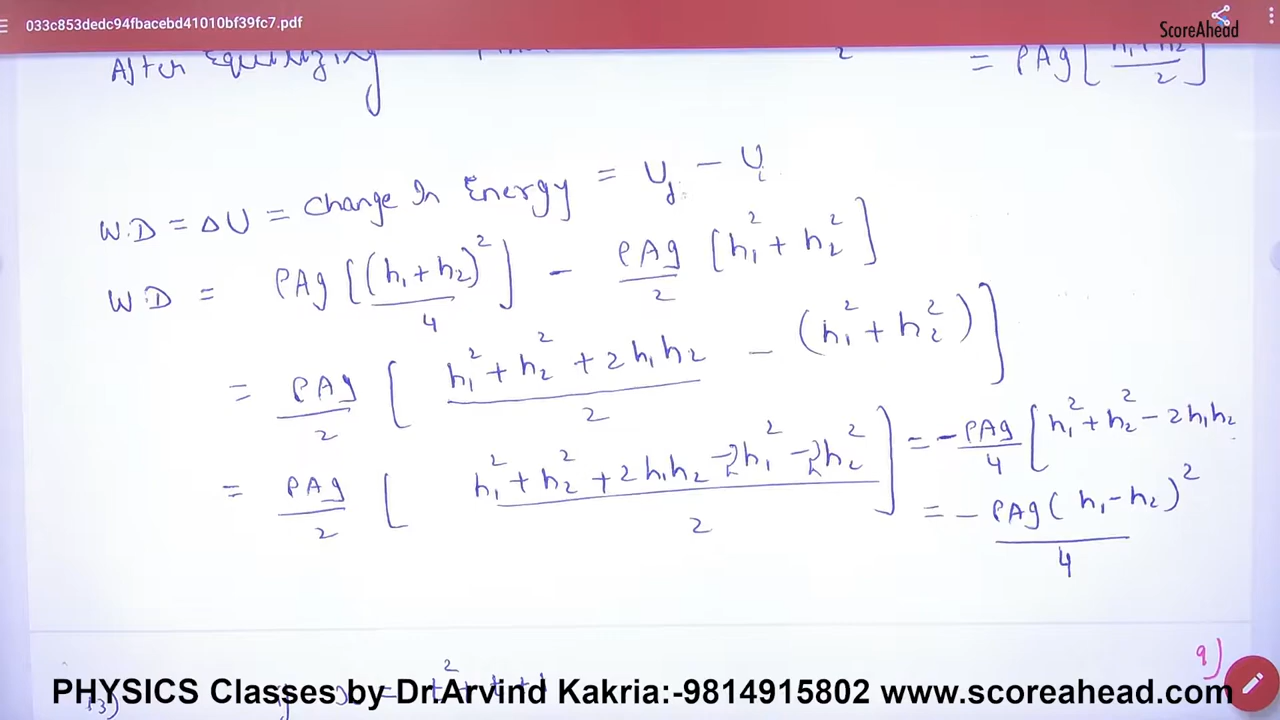 033c853dedc94fbacebd41010bf39fc7.pdf
ScoreAhead
After Equilizing 2 = ρAg[(h₁+h₂)/2]
W.D = ΔU = Change In Energy = U_f - U_i
W.D = ρAg[(h₁+h₂)²/4] - ρAg/2 [h₁² + h₂²]
= ρAg/2 [(h₁² + h₂² + 2h₁h₂)/2 - (h₁² + h₂²)]
= ρAg/2 [(h₁² + h₂² + 2h₁h₂ - 2h₁² - 2h₂²)/2] = -ρAg/4 [h₁² + h₂² - 2h₁h₂
= -ρAg(h₁-h₂)²/4
9)
PHYSICS Classes by Dr.Arvind Kakria:-9814915802 www.scoreahead.com